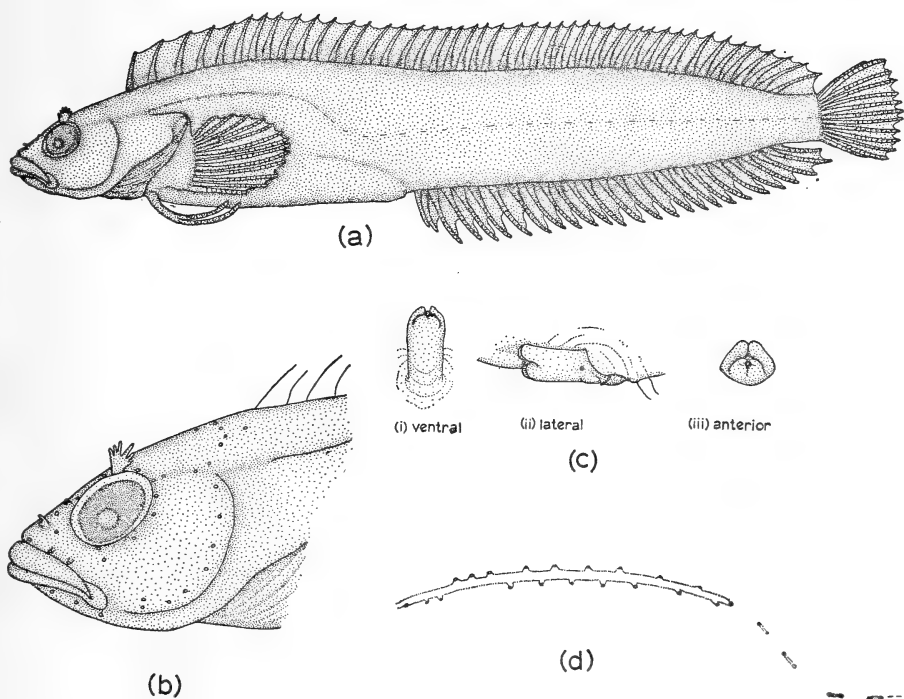 (a)
(i) ventral
(ii) lateral
(iii) anterior
(c)
(b)
(d)